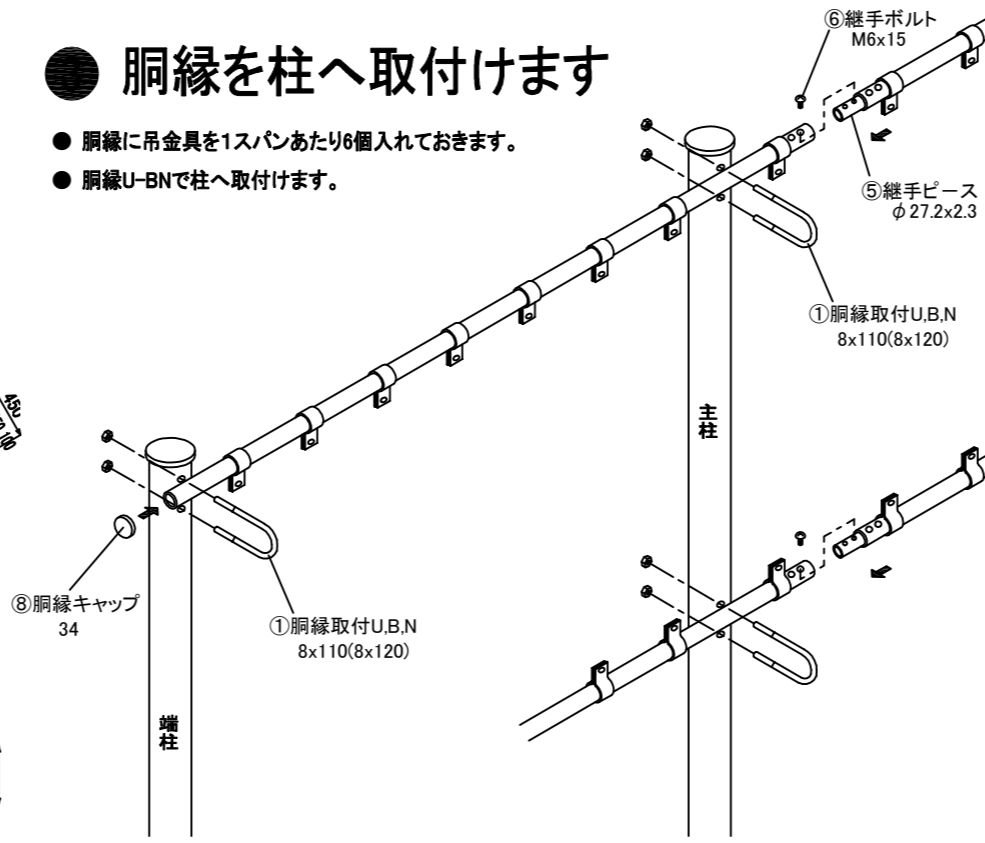 胴縁を柱へ取付けます
● 胴縁に吊金具を1スパンあたり6個入れておきます。
● 胴縁U-BNで柱へ取付けます。
⑥継手ボルト
M6x15
⑤継手ピース
φ27.2x2.3
①胴縁取付U,B,N
8x110(8x120)
主柱
450
100
⑧胴縁キャップ
34
①胴縁取付U,B,N
8x110(8x120)
端柱